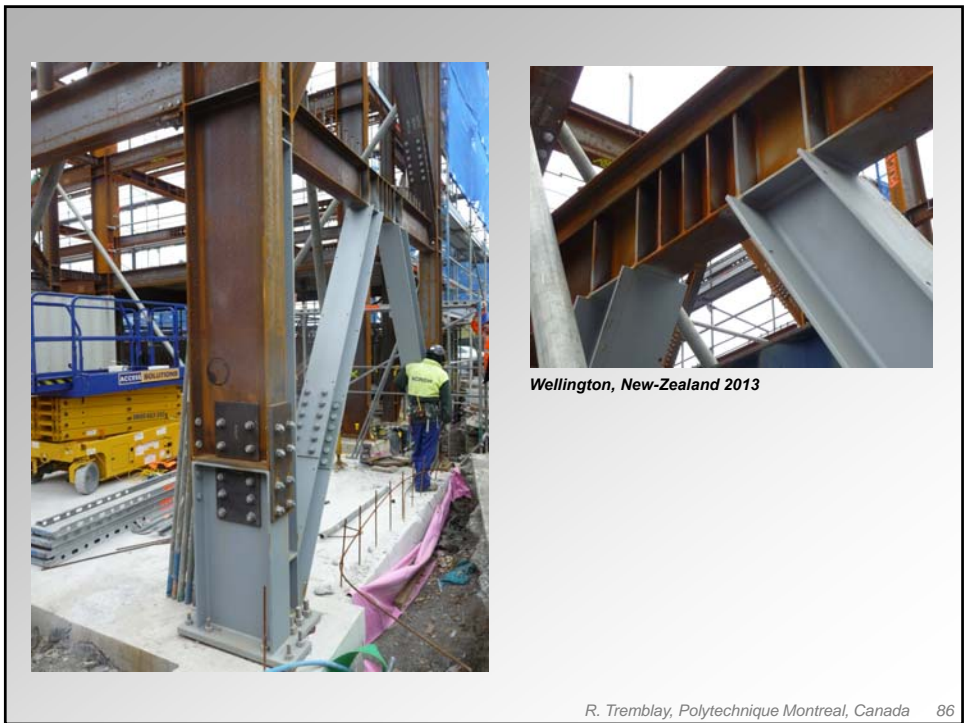 ACCESS SOLUTIONS
Wellington, New-Zealand 2013
R. Tremblay, Polytechnique Montreal, Canada 86